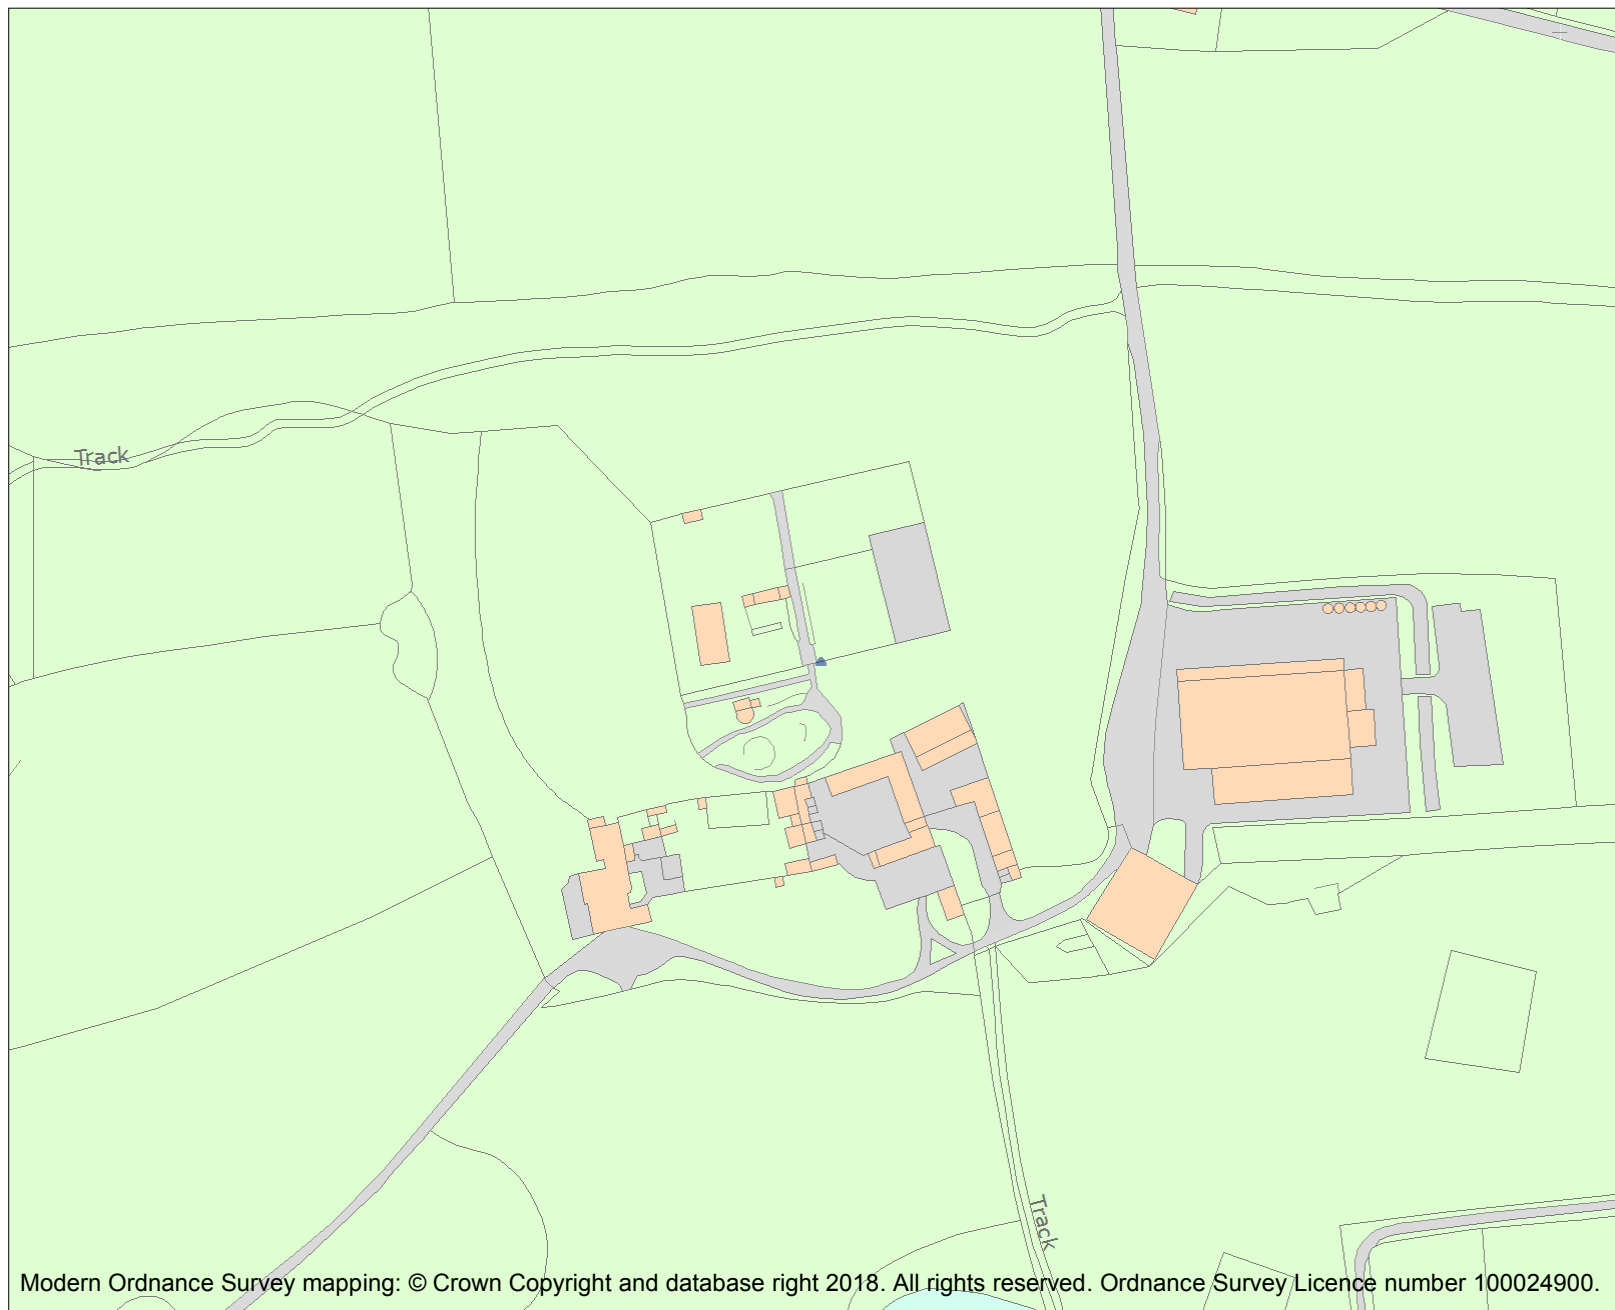 Track
Track
Modern Ordnance Survey mapping: © Crown Copyright and database right 2018. All rights reserved. Ordnance Survey Licence number 100024900.